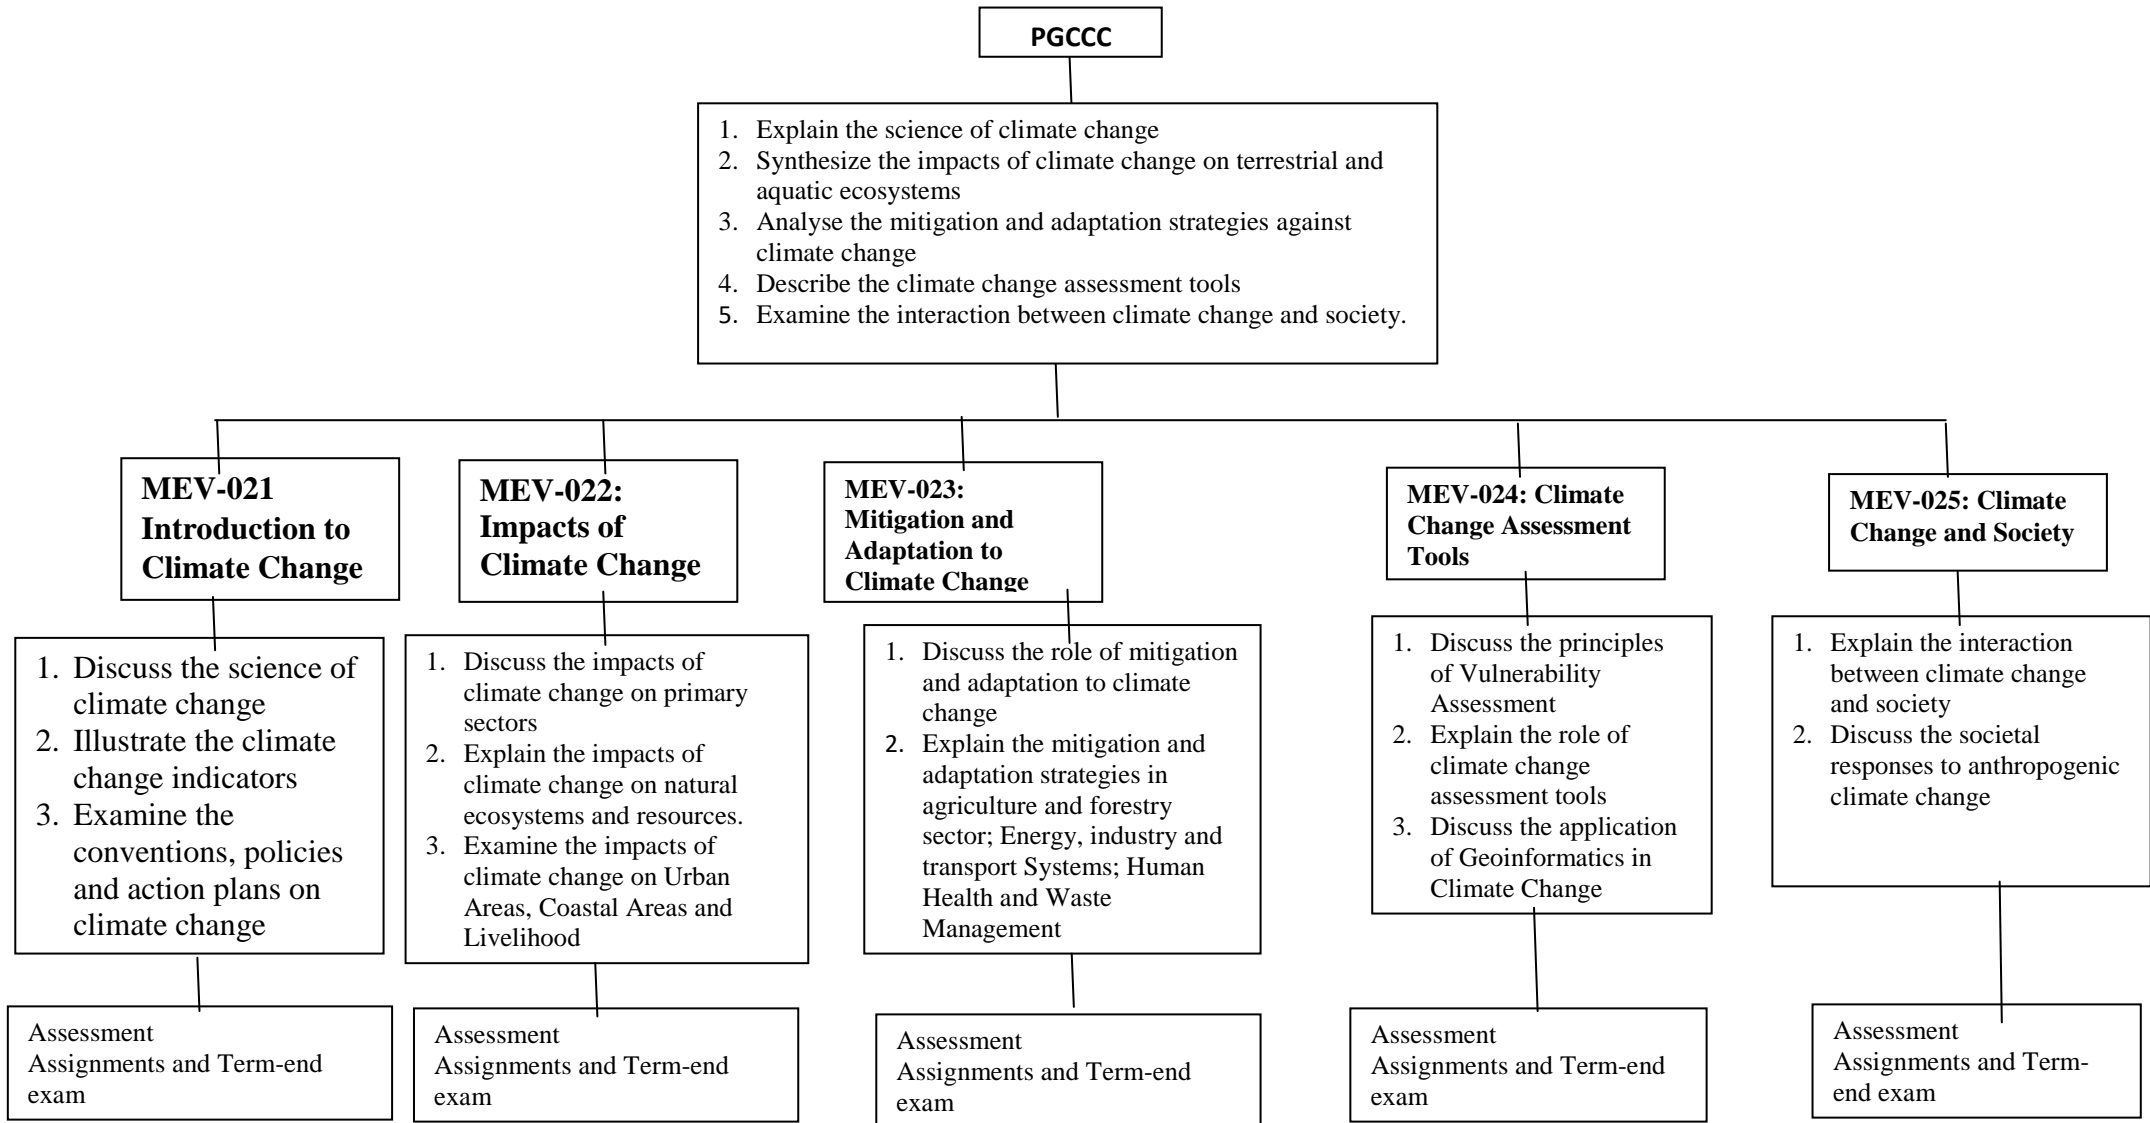 PGCCC
1. Explain the science of climate change
2. Synthesize the impacts of climate change on terrestrial and
aquatic ecosystems
3. Analyse the mitigation and adaptation strategies against
climate change
4. Describe the climate change assessment tools
5. Examine the interaction between climate change and society.
MEV-021
Introduction to
Climate Change
MEV-022:
Impacts of
Climate Change
MEV-023:
Mitigation and
Adaptation to
Climate Change
MEV-024: Climate
Change Assessment
Tools
MEV-025: Climate
Change and Society
1. Discuss the science of
climate change
2. Illustrate the climate
change indicators
3. Examine the
conventions, policies
and action plans on
climate change
1. Discuss the impacts of
climate change on primary
sectors
2. Explain the impacts of
climate change on natural
ecosystems and resources.
3. Examine the impacts of
climate change on Urban
Areas, Coastal Areas and
Livelihood
1. Discuss the role of mitigation
and adaptation to climate
change
2. Explain the mitigation and
adaptation strategies in
agriculture and forestry
sector; Energy, industry and
transport Systems; Human
Health and Waste
Management
1. Discuss the principles
of Vulnerability
Assessment
2. Explain the role of
climate change
assessment tools
3. Discuss the application
of Geoinformatics in
Climate Change
1. Explain the interaction
between climate change
and society
2. Discuss the societal
responses to anthropogenic
climate change
Assessment
Assignments and Term-end
exam
Assessment
Assignments and Term-end
exam
Assessment
Assignments and Term-end
exam
Assessment
Assignments and Term-end
exam
Assessment
Assignments and Term-
end exam